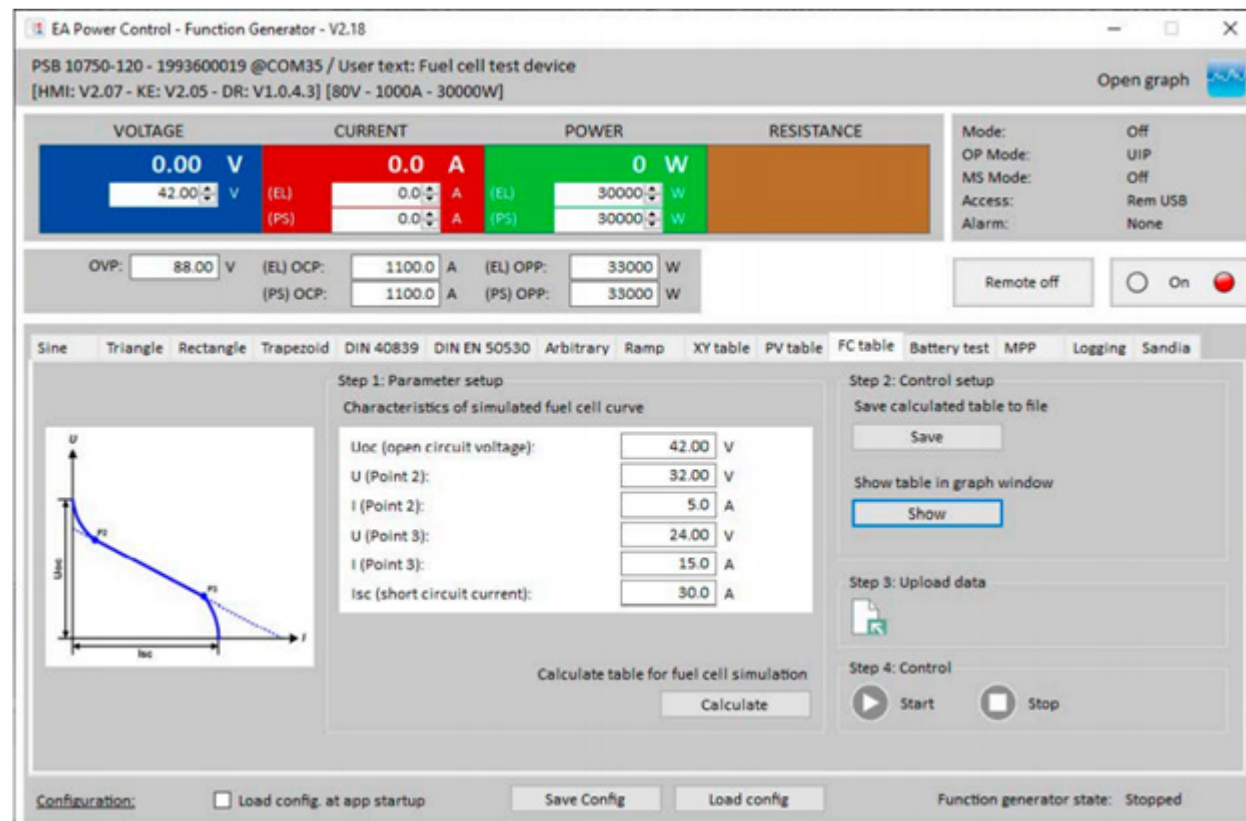 EA Power Control - Function Generator - V2.18
PSB 10750-120 - 1993600019 @COM35 / User text: Fuel cell test device
[HMI: V2.07 - KE: V2.05 - DR: V1.0.4.3] [80V - 1000A - 30000W]
Open graph
VOLTAGE CURRENT POWER RESISTANCE
0.00 V 0.0 A 0 W
42.00 V (EL) 0.0 A (EL) 30000 W
(PS) 0.0 A (PS) 30000 W
Mode: Off
OP Mode: UIP
MS Mode: Off
Access: Rem USB
Alarm: None
OVP: 88.00 V (EL) OCP: 1100.0 A (EL) OPP: 33000 W
(PS) OCP: 1100.0 A (PS) OPP: 33000 W
Remote off
On
Sine Triangle Rectangle Trapezoid DIN 40839 DIN EN 50530 Arbitrary Ramp XY table PV table FC table Battery test MPP Logging Sandia
U
P2
P3
Uoc
Isc
I
Step 1: Parameter setup
Characteristics of simulated fuel cell curve
Uoc (open circuit voltage): 42.00 V
U (Point 2): 32.00 V
I (Point 2): 5.0 A
U (Point 3): 24.00 V
I (Point 3): 15.0 A
Isc (short circuit current): 30.0 A
Calculate table for fuel cell simulation
Calculate
Step 2: Control setup
Save calculated table to file
Save
Show table in graph window
Show
Step 3: Upload data
Step 4: Control
Start Stop
Configuration: Load config. at app startup Save Config Load config Function generator state: Stopped